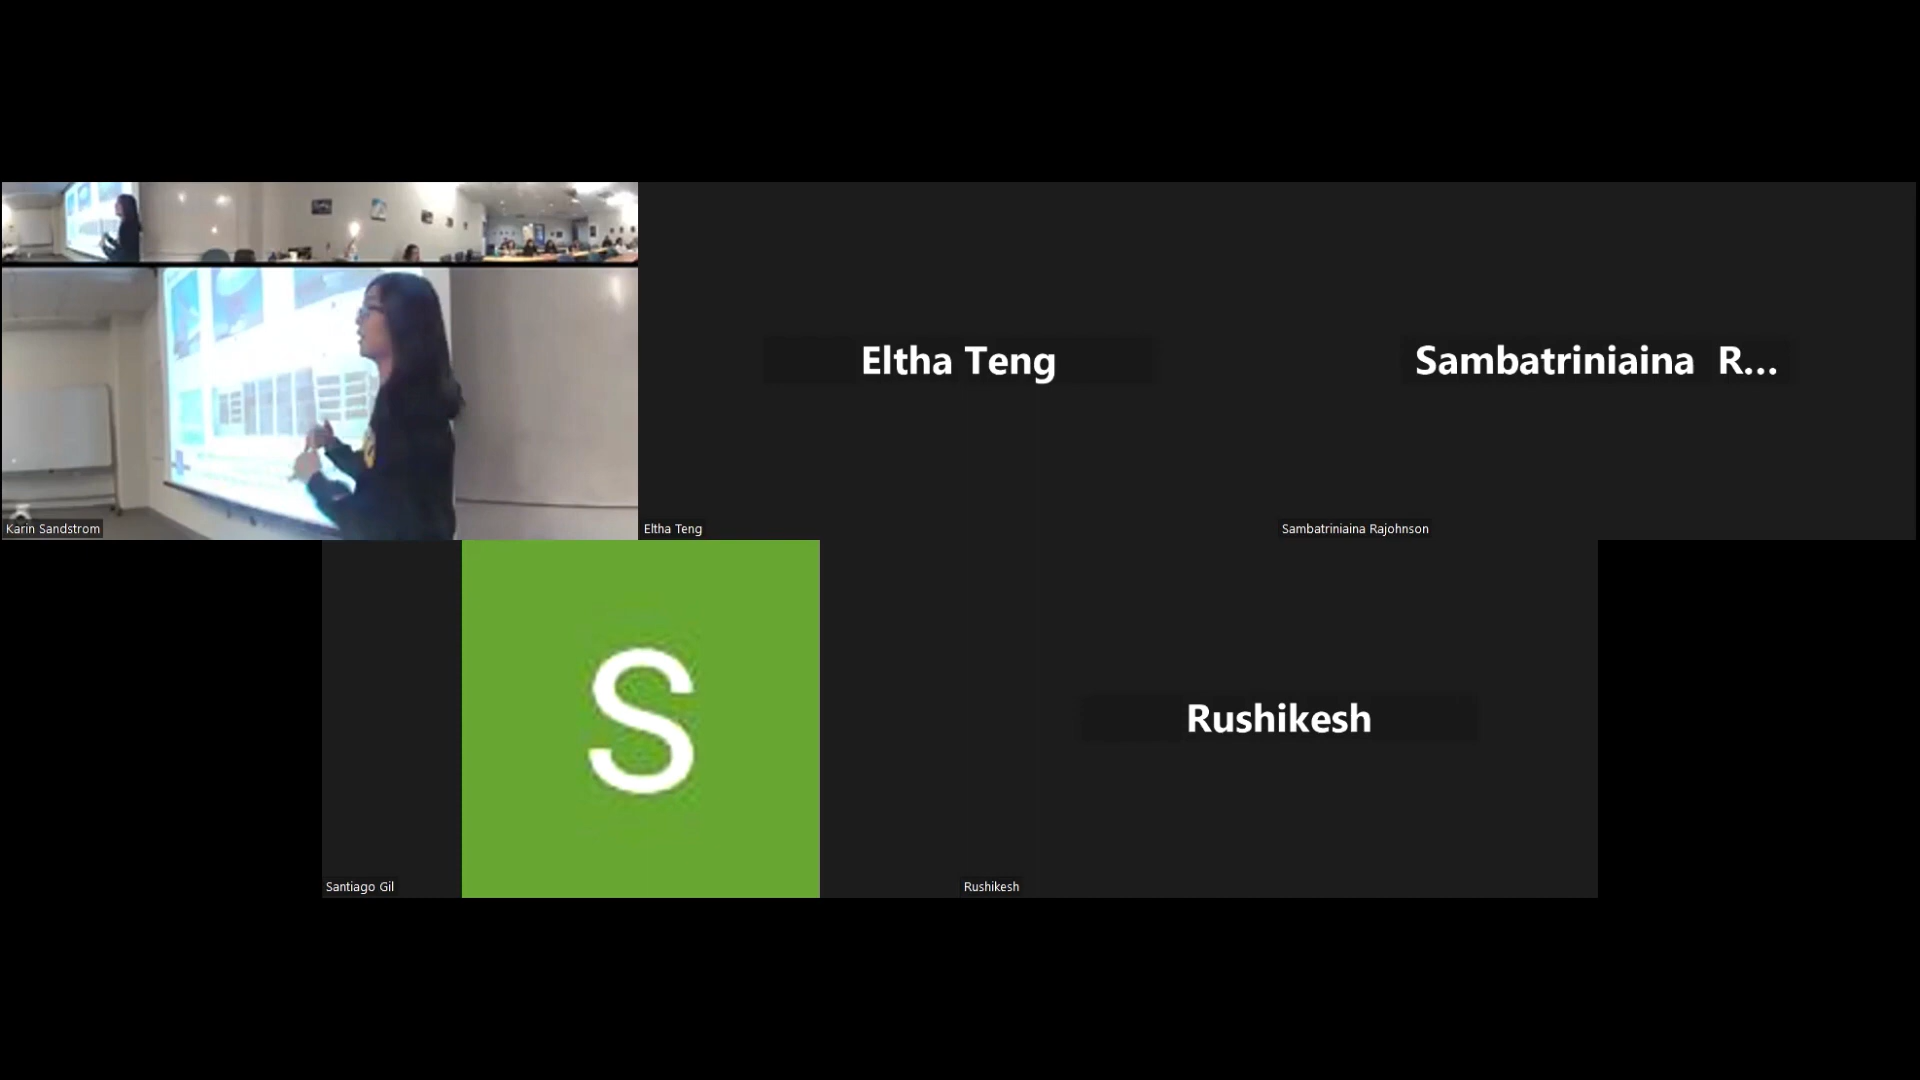 Eltha Teng
Sambatriniaina R...
Karin Sandstrom
Eltha Teng
Sambatriniaina Rajohnson
S
Rushikesh
Santiago Gil
Rushikesh